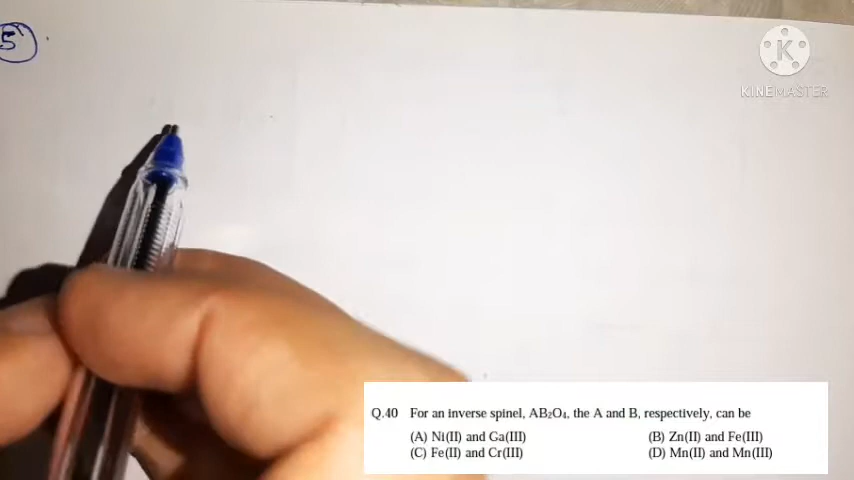 5
K
KINEMASTER
Q.40 For an inverse spinel, AB₂O₄, the A and B, respectively, can be
(A) Ni(II) and Ga(III) (B) Zn(II) and Fe(III)
(C) Fe(II) and Cr(III) (D) Mn(II) and Mn(III)